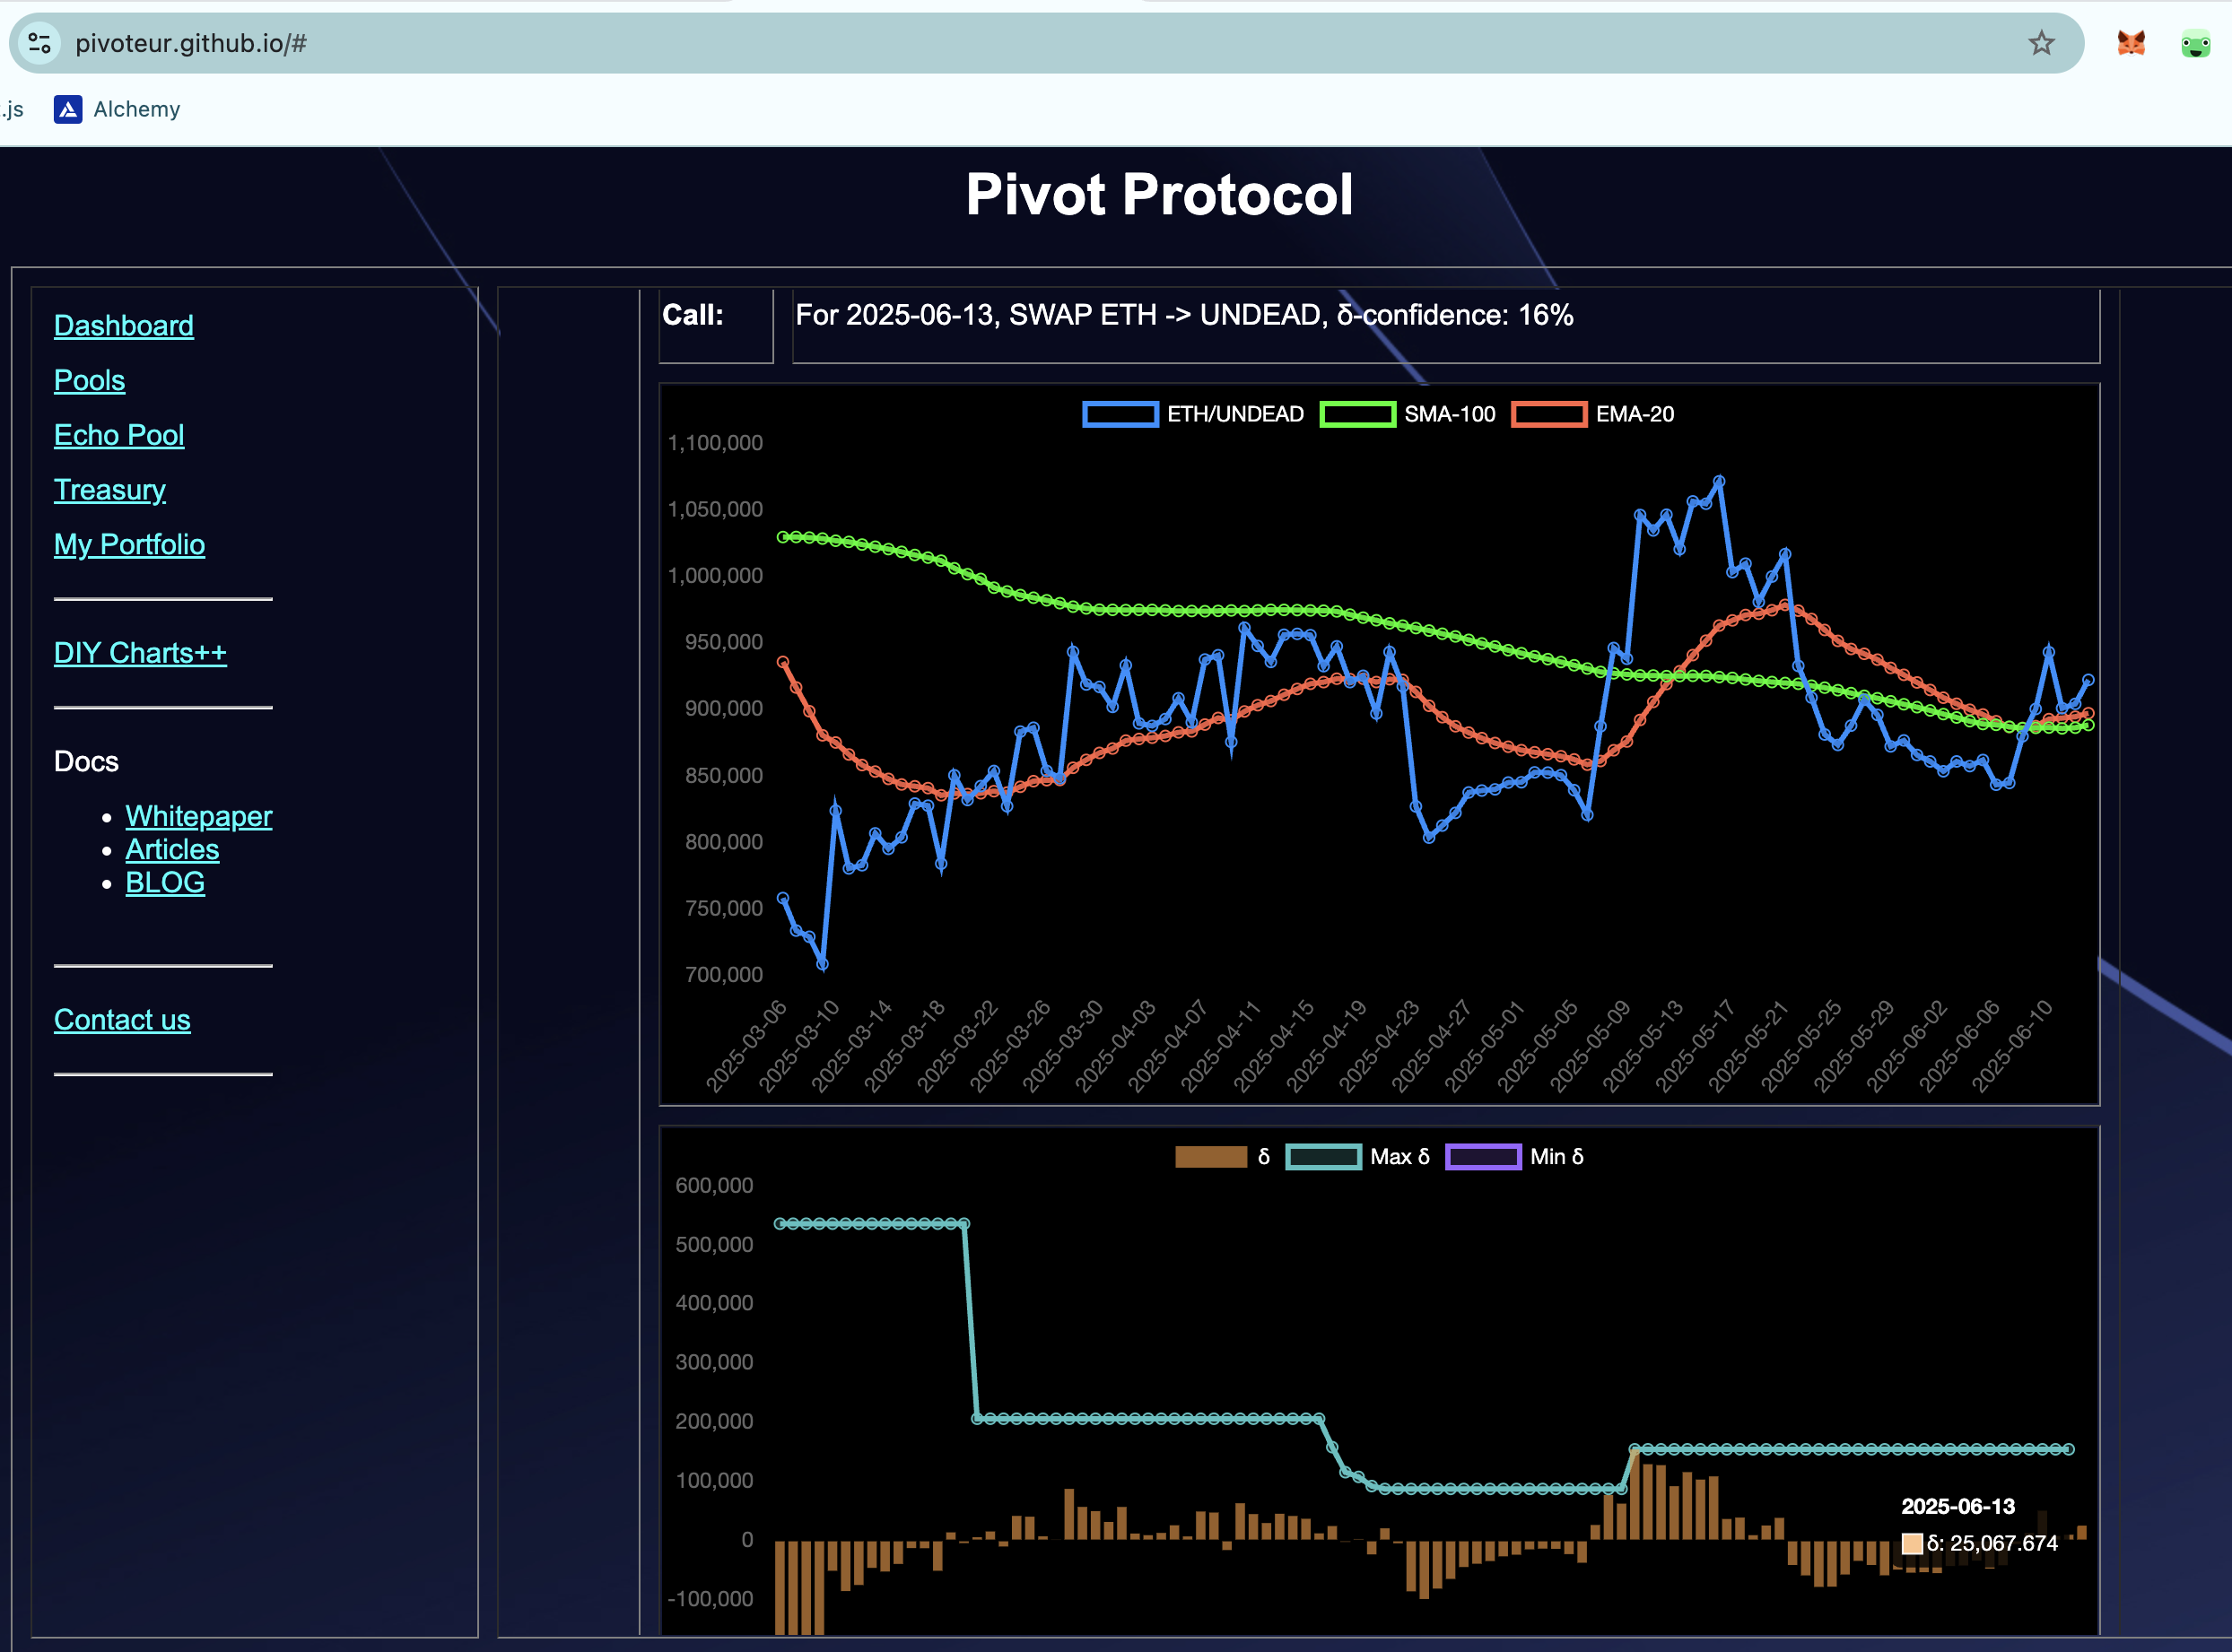 pivoteur.github.io/#
.js
Alchemy
Pivot Protocol
Dashboard
Pools
Echo Pool
Treasury
My Portfolio
DIY Charts++
Docs
Whitepaper
Articles
BLOG
Contact us
Call:
For 2025-06-13, SWAP ETH -> UNDEAD, δ-confidence: 16%
ETH/UNDEAD SMA-100 EMA-20
1,100,000
1,050,000
1,000,000
950,000
900,000
850,000
800,000
750,000
700,000
2025-03-06
2025-03-10
2025-03-14
2025-03-18
2025-03-22
2025-03-26
2025-03-30
2025-04-03
2025-04-07
2025-04-11
2025-04-15
2025-04-19
2025-04-23
2025-04-27
2025-05-01
2025-05-05
2025-05-09
2025-05-13
2025-05-17
2025-05-21
2025-05-25
2025-05-29
2025-06-02
2025-06-06
2025-06-10
δ Max δ Min δ
600,000
500,000
400,000
300,000
200,000
100,000
0
-100,000
2025-06-13
δ: 25,067.674